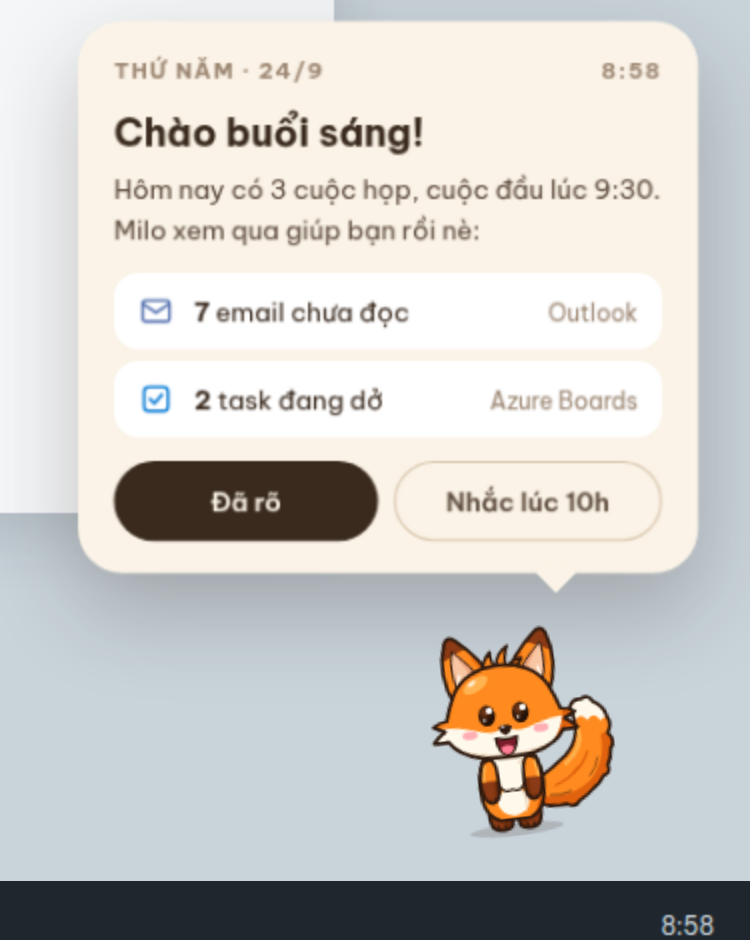 THỨ NĂM · 24/9
8:58
Chào buổi sáng!
Hôm nay có 3 cuộc họp, cuộc đầu lúc 9:30.
Milo xem qua giúp bạn rồi nè:
7 email chưa đọc
Outlook
2 task đang dở
Azure Boards
Đã rõ
Nhắc lúc 10h
8:58